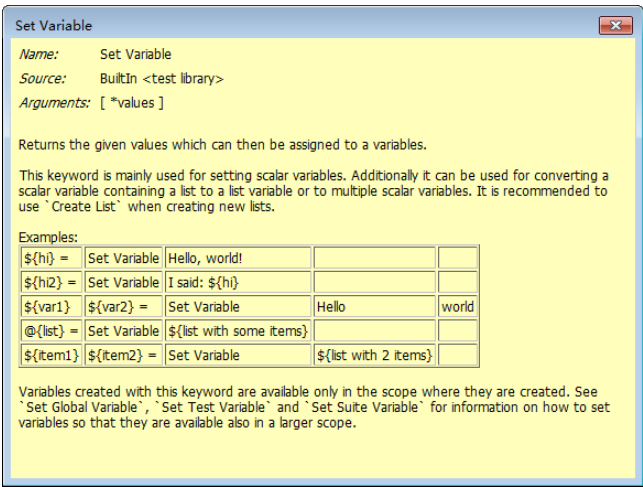 Set Variable
Name: Set Variable
Source: BuiltIn <test library>
Arguments: [ *values ]
Returns the given values which can then be assigned to a variables.
This keyword is mainly used for setting scalar variables. Additionally it can be used for converting a
scalar variable containing a list to a list variable or to multiple scalar variables. It is recommended to
use `Create List` when creating new lists.
Examples:
${hi} = Set Variable Hello, world!
${hi2} = Set Variable I said: ${hi}
${var1} ${var2} = Set Variable Hello world
@{list} = Set Variable ${list with some items}
${item1} ${item2} = Set Variable ${list with 2 items}
Variables created with this keyword are available only in the scope where they are created. See
`Set Global Variable`, `Set Test Variable` and `Set Suite Variable` for information on how to set
variables so that they are available also in a larger scope.